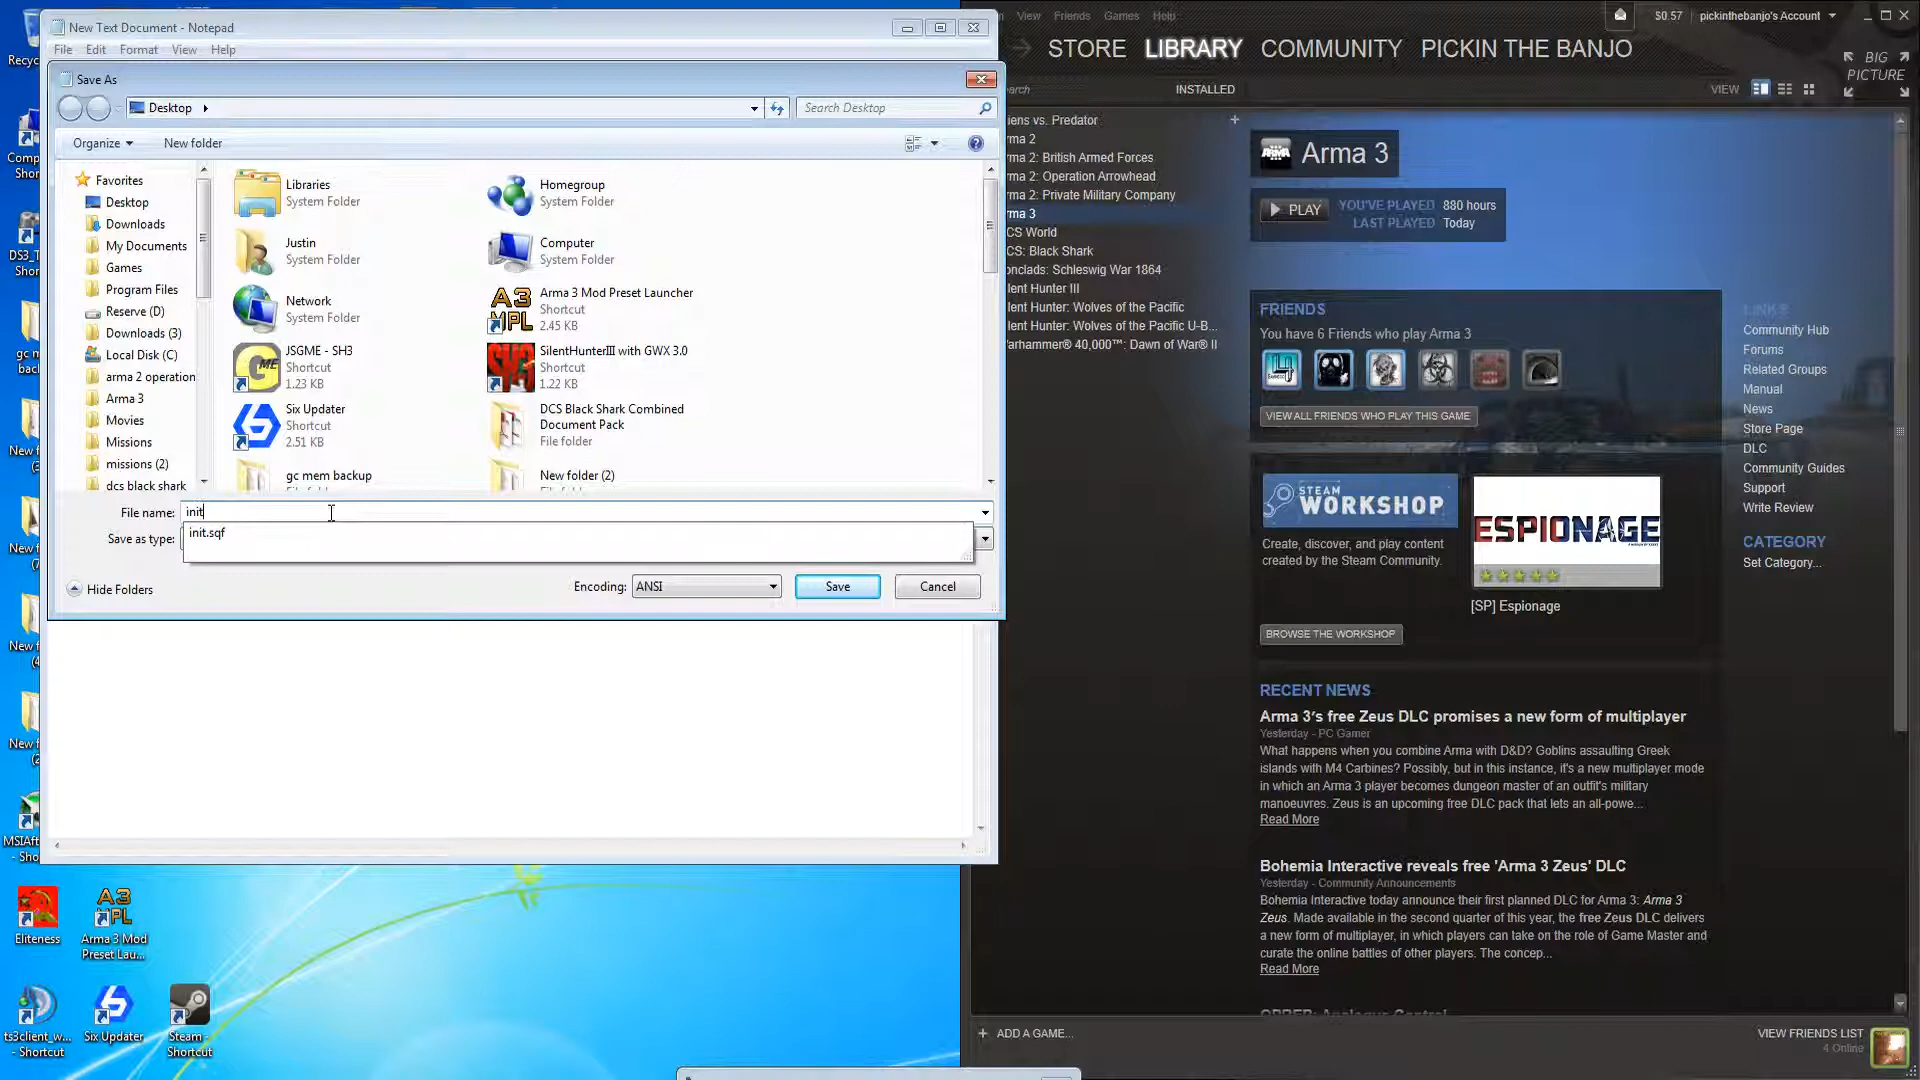 New Text Document - Notepad
File Edit Format View Help
Save As
Desktop
Search Desktop
Organize
New folder
Favorites
Desktop
Downloads
My Documents
Games
Program Files
Reserve (D)
Downloads (3)
Local Disk (C)
arma 2 operation
Arma 3
Movies
Missions
missions (2)
dcs black shark
Libraries
System Folder
Homegroup
System Folder
Justin
System Folder
Computer
System Folder
Network
System Folder
Arma 3 Mod Preset Launcher
Shortcut
2.45 KB
JSGME - SH3
Shortcut
1.23 KB
SilentHunterIII with GWX 3.0
Shortcut
1.22 KB
Six Updater
Shortcut
2.51 KB
DCS Black Shark Combined
Document Pack
File folder
gc mem backup
New folder (2)
File name: init
init.sqf
Save as type:
Hide Folders
Encoding: ANSI
Save
Cancel
Eliteness
Arma 3 Mod
Preset Lau...
ts3client_w...
- Shortcut
Six Updater
Steam -
Shortcut
View Friends Games Help
$0.57 pickinthebanjo's Account
STORE LIBRARY COMMUNITY PICKIN THE BANJO
BIG
PICTURE
earch
INSTALLED
VIEW
iens vs. Predator
rma 2
rma 2: British Armed Forces
rma 2: Operation Arrowhead
rma 2: Private Military Company
rma 3
CS World
CS: Black Shark
onclads: Schleswig War 1864
lent Hunter III
lent Hunter: Wolves of the Pacific
lent Hunter: Wolves of the Pacific U-B...
arhammer® 40,000™: Dawn of War® II
ARMA
Arma 3
PLAY
YOU'VE PLAYED 880 hours
LAST PLAYED Today
FRIENDS
You have 6 Friends who play Arma 3
VIEW ALL FRIENDS WHO PLAY THIS GAME
LINKS
Community Hub
Forums
Related Groups
Manual
News
Store Page
DLC
Community Guides
Support
Write Review
CATEGORY
Set Category...
STEAM
WORKSHOP
Create, discover, and play content
created by the Steam Community.
ESPIONAGE
[SP] Espionage
BROWSE THE WORKSHOP
RECENT NEWS
Arma 3's free Zeus DLC promises a new form of multiplayer
Yesterday - PC Gamer
What happens when you combine Arma with D&D? Goblins assaulting Greek
islands with M4 Carbines? Possibly, but in this instance, it's a new multiplayer mode
in which an Arma 3 player becomes dungeon master of an outfit's military
manoeuvres. Zeus is an upcoming free DLC pack that lets an all-powe...
Read More
Bohemia Interactive reveals free 'Arma 3 Zeus' DLC
Yesterday - Community Announcements
Bohemia Interactive today announce their first planned DLC for Arma 3: Arma 3
Zeus. Made available in the second quarter of this year, the free Zeus DLC delivers
a new form of multiplayer, in which players can take on the role of Game Master and
curate the online battles of other players. The concep...
Read More
ADD A GAME...
VIEW FRIENDS LIST
4 Online